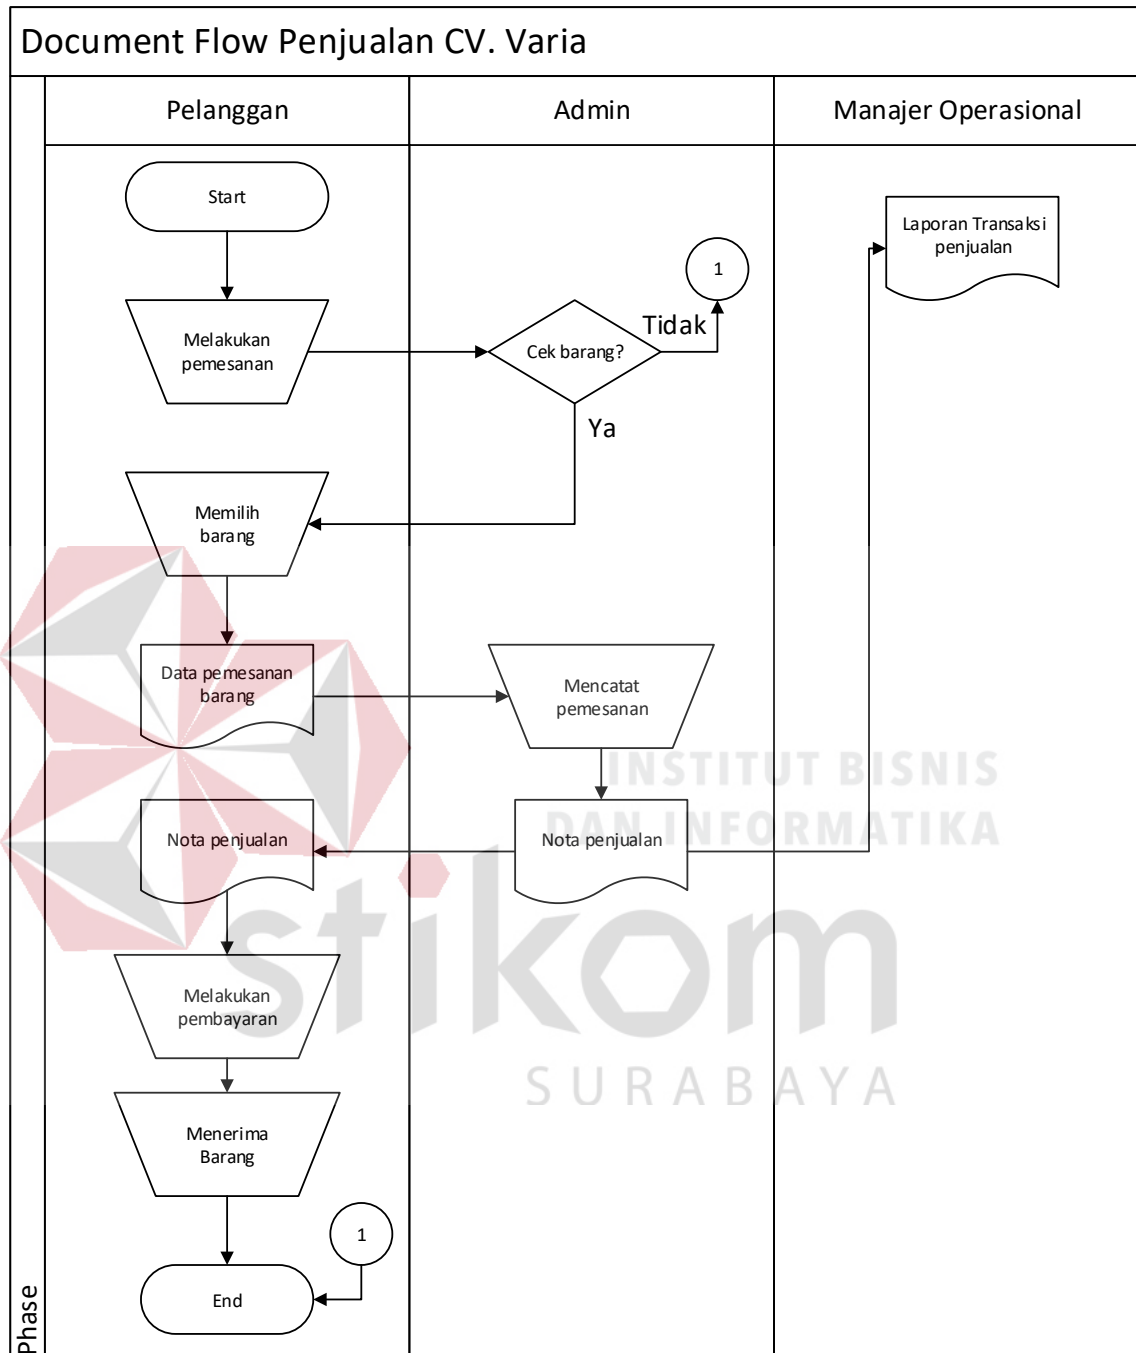 Document Flow Penjualan CV. Varia
Pelanggan
Admin
Manajer Operasional
Start
Laporan Transaksi
penjualan
1
Tidak
Melakukan
pemesanan
Cek barang?
Ya
Memilih
barang
Data pemesanan
barang
Mencatat
pemesanan
INSTITUT BISNIS
DAN INFORMATIKA
Nota penjualan
Nota penjualan
stikom
SURABAYA
Melakukan
pembayaran
Menerima
Barang
1
End
Phase